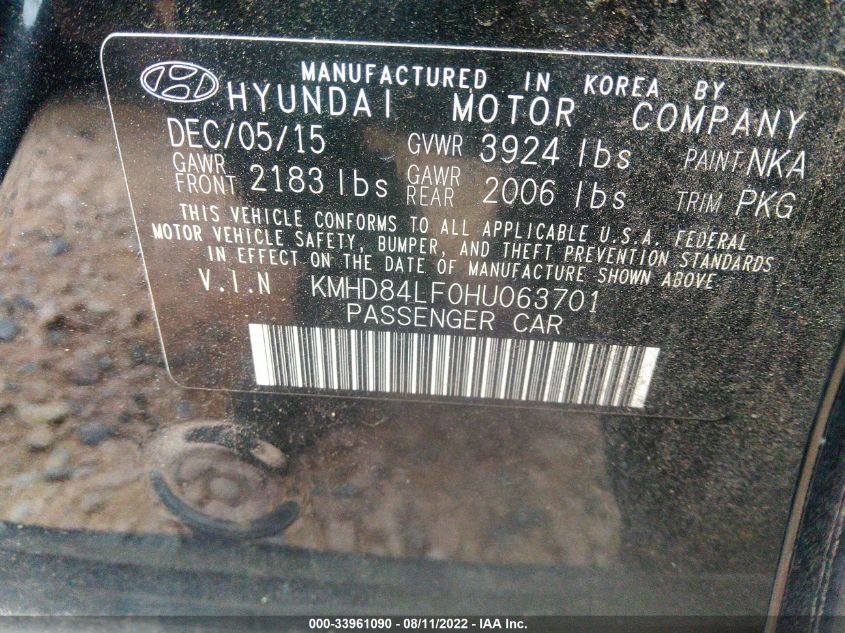 MANUFACTURED IN KOREA BY
HYUNDAI MOTOR COMPANY
DEC/05/15 GVWR 3924 lbs PAINT NKA
GAWR FRONT 2183 lbs GAWR REAR 2006 lbs TRIM PKG
THIS VEHICLE CONFORMS TO ALL APPLICABLE U.S.A. FEDERAL
MOTOR VEHICLE SAFETY, BUMPER, AND THEFT PREVENTION STANDARDS
IN EFFECT ON THE DATE OF MANUFACTURE SHOWN ABOVE
V.I.N KMHD84LF0HU063701
PASSENGER CAR
000-33961090 - 08/11/2022 - IAA Inc.